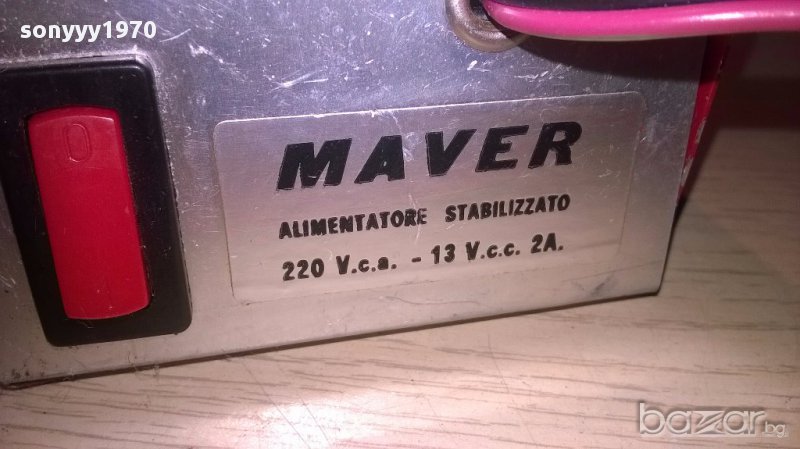 sonyyy1970
O
MAVER
ALIMENTATORE STABILIZZATO
220 V.c.a. - 13 V.c.c. 2A.
bazar.bg